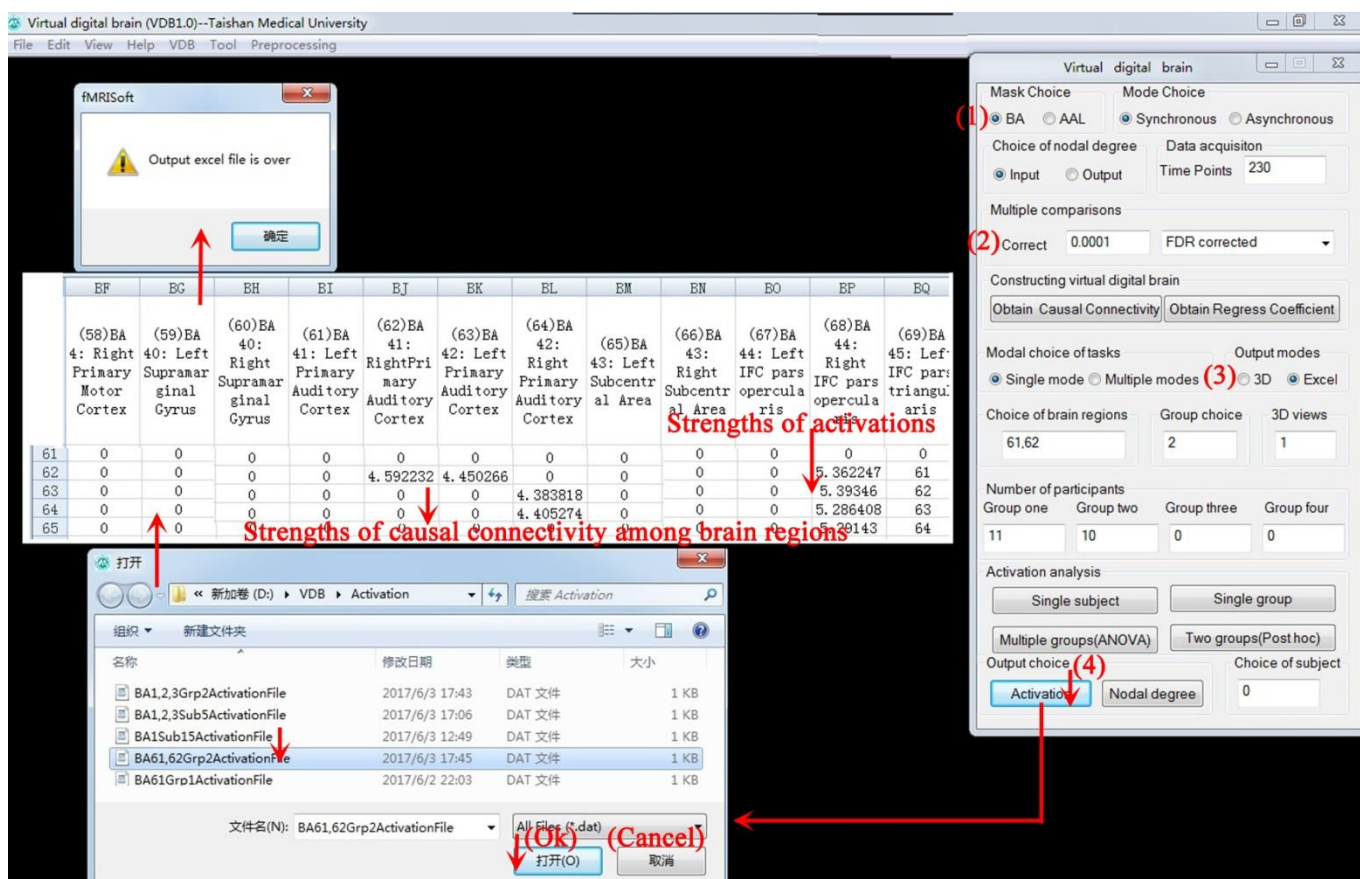 Virtual digital brain (VDB1.0)--Taishan Medical University
File Edit View Help VDB Tool Preprocessing
fMRISoft
Output excel file is over
确定
BF BG BH BI BJ BK BL BM BN BO BP BQ
(58)BA 4: Right Primary Motor Cortex
(59)BA 40: Left Supramarginal Gyrus
(60)BA 40: Right Supramarginal Gyrus
(61)BA 41: Left Primary Auditory Cortex
(62)BA 41: RightPrimary Auditory Cortex
(63)BA 42: Left Primary Auditory Cortex
(64)BA 42: Right Primary Auditory Cortex
(65)BA 43: Left Subcentral Area
(66)BA 43: Right Subcentral Area
(67)BA 44: Left IFC pars opercularis
(68)BA 44: Right IFC pars opercula
(69)BA 45: Lef IFC pars triangul aris
Strengths of activations
61 0 0 0 0 0 0 0 0 0 0 0 0
62 0 0 0 0 4.592232 4.450266 0 0 0 0 5.362247 61
63 0 0 0 0 0 0 4.383818 0 0 0 5.39346 62
64 0 0 0 0 0 0 4.405274 0 0 0 5.286408 63
65 0 0 0 0 0 0 0 0 0 0 5.29143 64
Strengths of causal connectivity among brain regions
打开
« 新加卷 (D:) VDB Activation
搜索 Activation
组织 新建文件夹
名称 修改日期 类型 大小
BA1,2,3Grp2ActivationFile 2017/6/3 17:43 DAT 文件 1 KB
BA1,2,3Sub5ActivationFile 2017/6/3 17:06 DAT 文件 1 KB
BA1Sub15ActivationFile 2017/6/3 12:49 DAT 文件 1 KB
BA61,62Grp2ActivationFile 2017/6/3 17:45 DAT 文件 1 KB
BA61Grp1ActivationFile 2017/6/2 22:03 DAT 文件 1 KB
文件名(N): BA61,62Grp2ActivationFile All Files (*.dat)
(Ok) (Cancel)
打开(O) 取消
Virtual digital brain
Mask Choice Mode Choice
(1) BA AAL Synchronous Asynchronous
Choice of nodal degree Data acquisiton
Input Output Time Points 230
Multiple comparisons
(2) Correct 0.0001 FDR corrected
Constructing virtual digital brain
Obtain Causal Connectivity Obtain Regress Coefficient
Modal choice of tasks Output modes
Single mode Multiple modes (3) 3D Excel
Choice of brain regions Group choice 3D views
61,62 2 1
Number of participants
Group one Group two Group three Group four
11 10 0 0
Activation analysis
Single subject Single group
Multiple groups(ANOVA) Two groups(Post hoc)
Output choice (4) Choice of subject
Activation Nodal degree 0